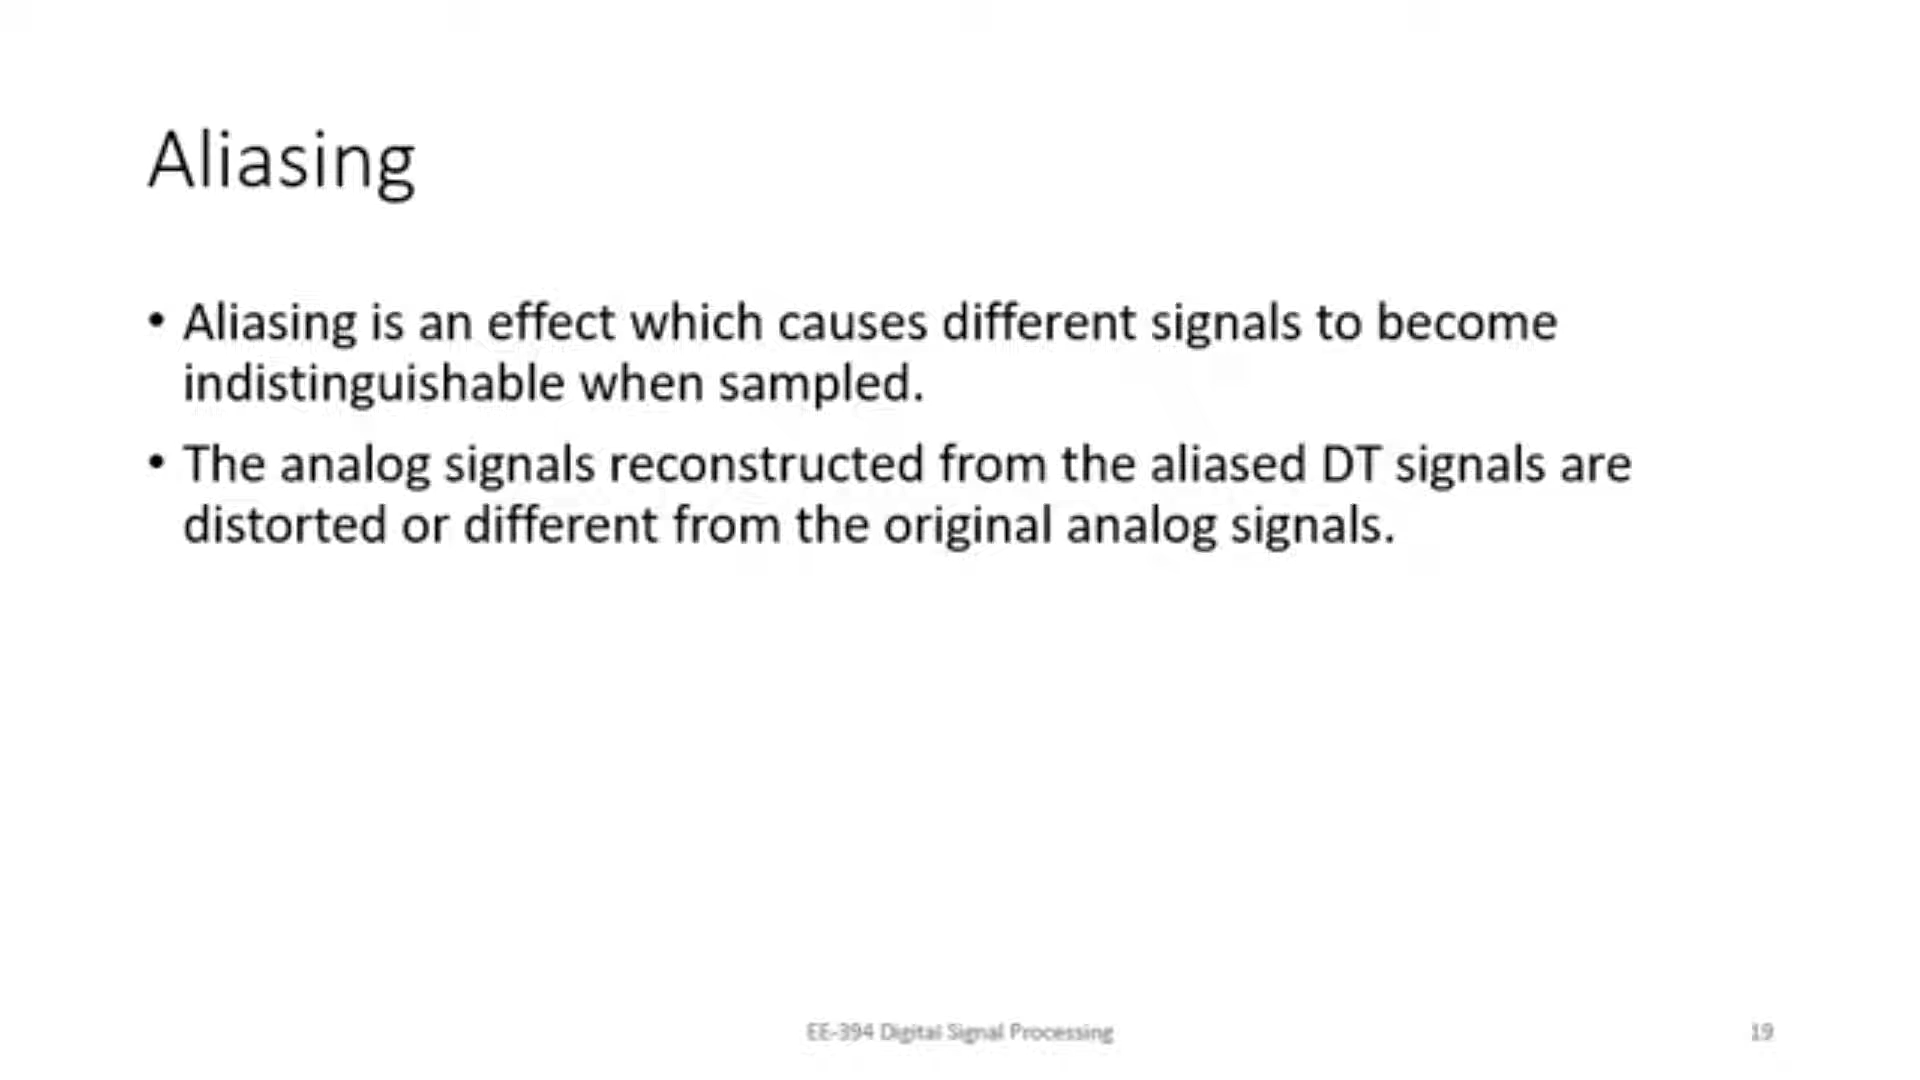 Aliasing
• Aliasing is an effect which causes different signals to become
indistinguishable when sampled.
• The analog signals reconstructed from the aliased DT signals are
distorted or different from the original analog signals.
EE-394 Digital Signal Processing
19